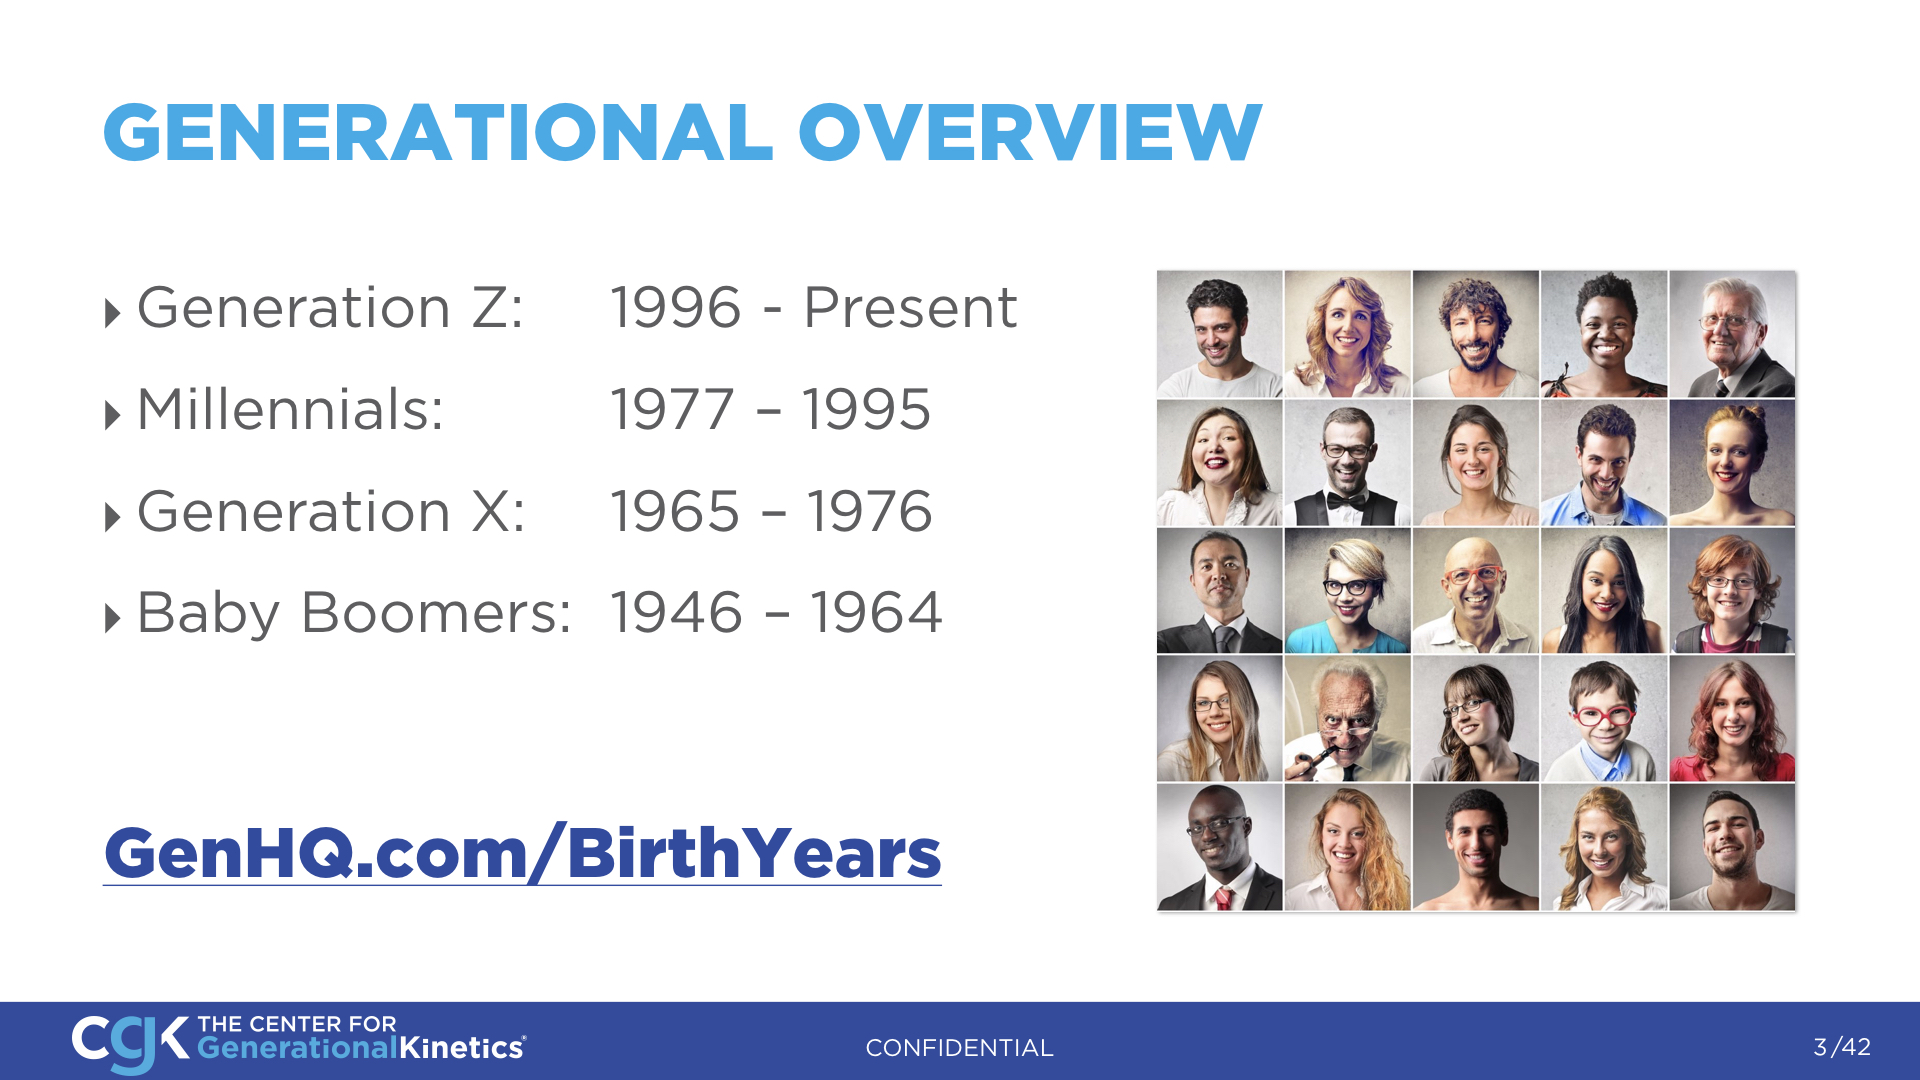 GENERATIONAL OVERVIEW
Generation Z: 1996 - Present
Millennials: 1977 – 1995
Generation X: 1965 – 1976
Baby Boomers: 1946 – 1964
GenHQ.com/BirthYears
cgk THE CENTER FOR
GenerationalKinetics®
CONFIDENTIAL
3 /42